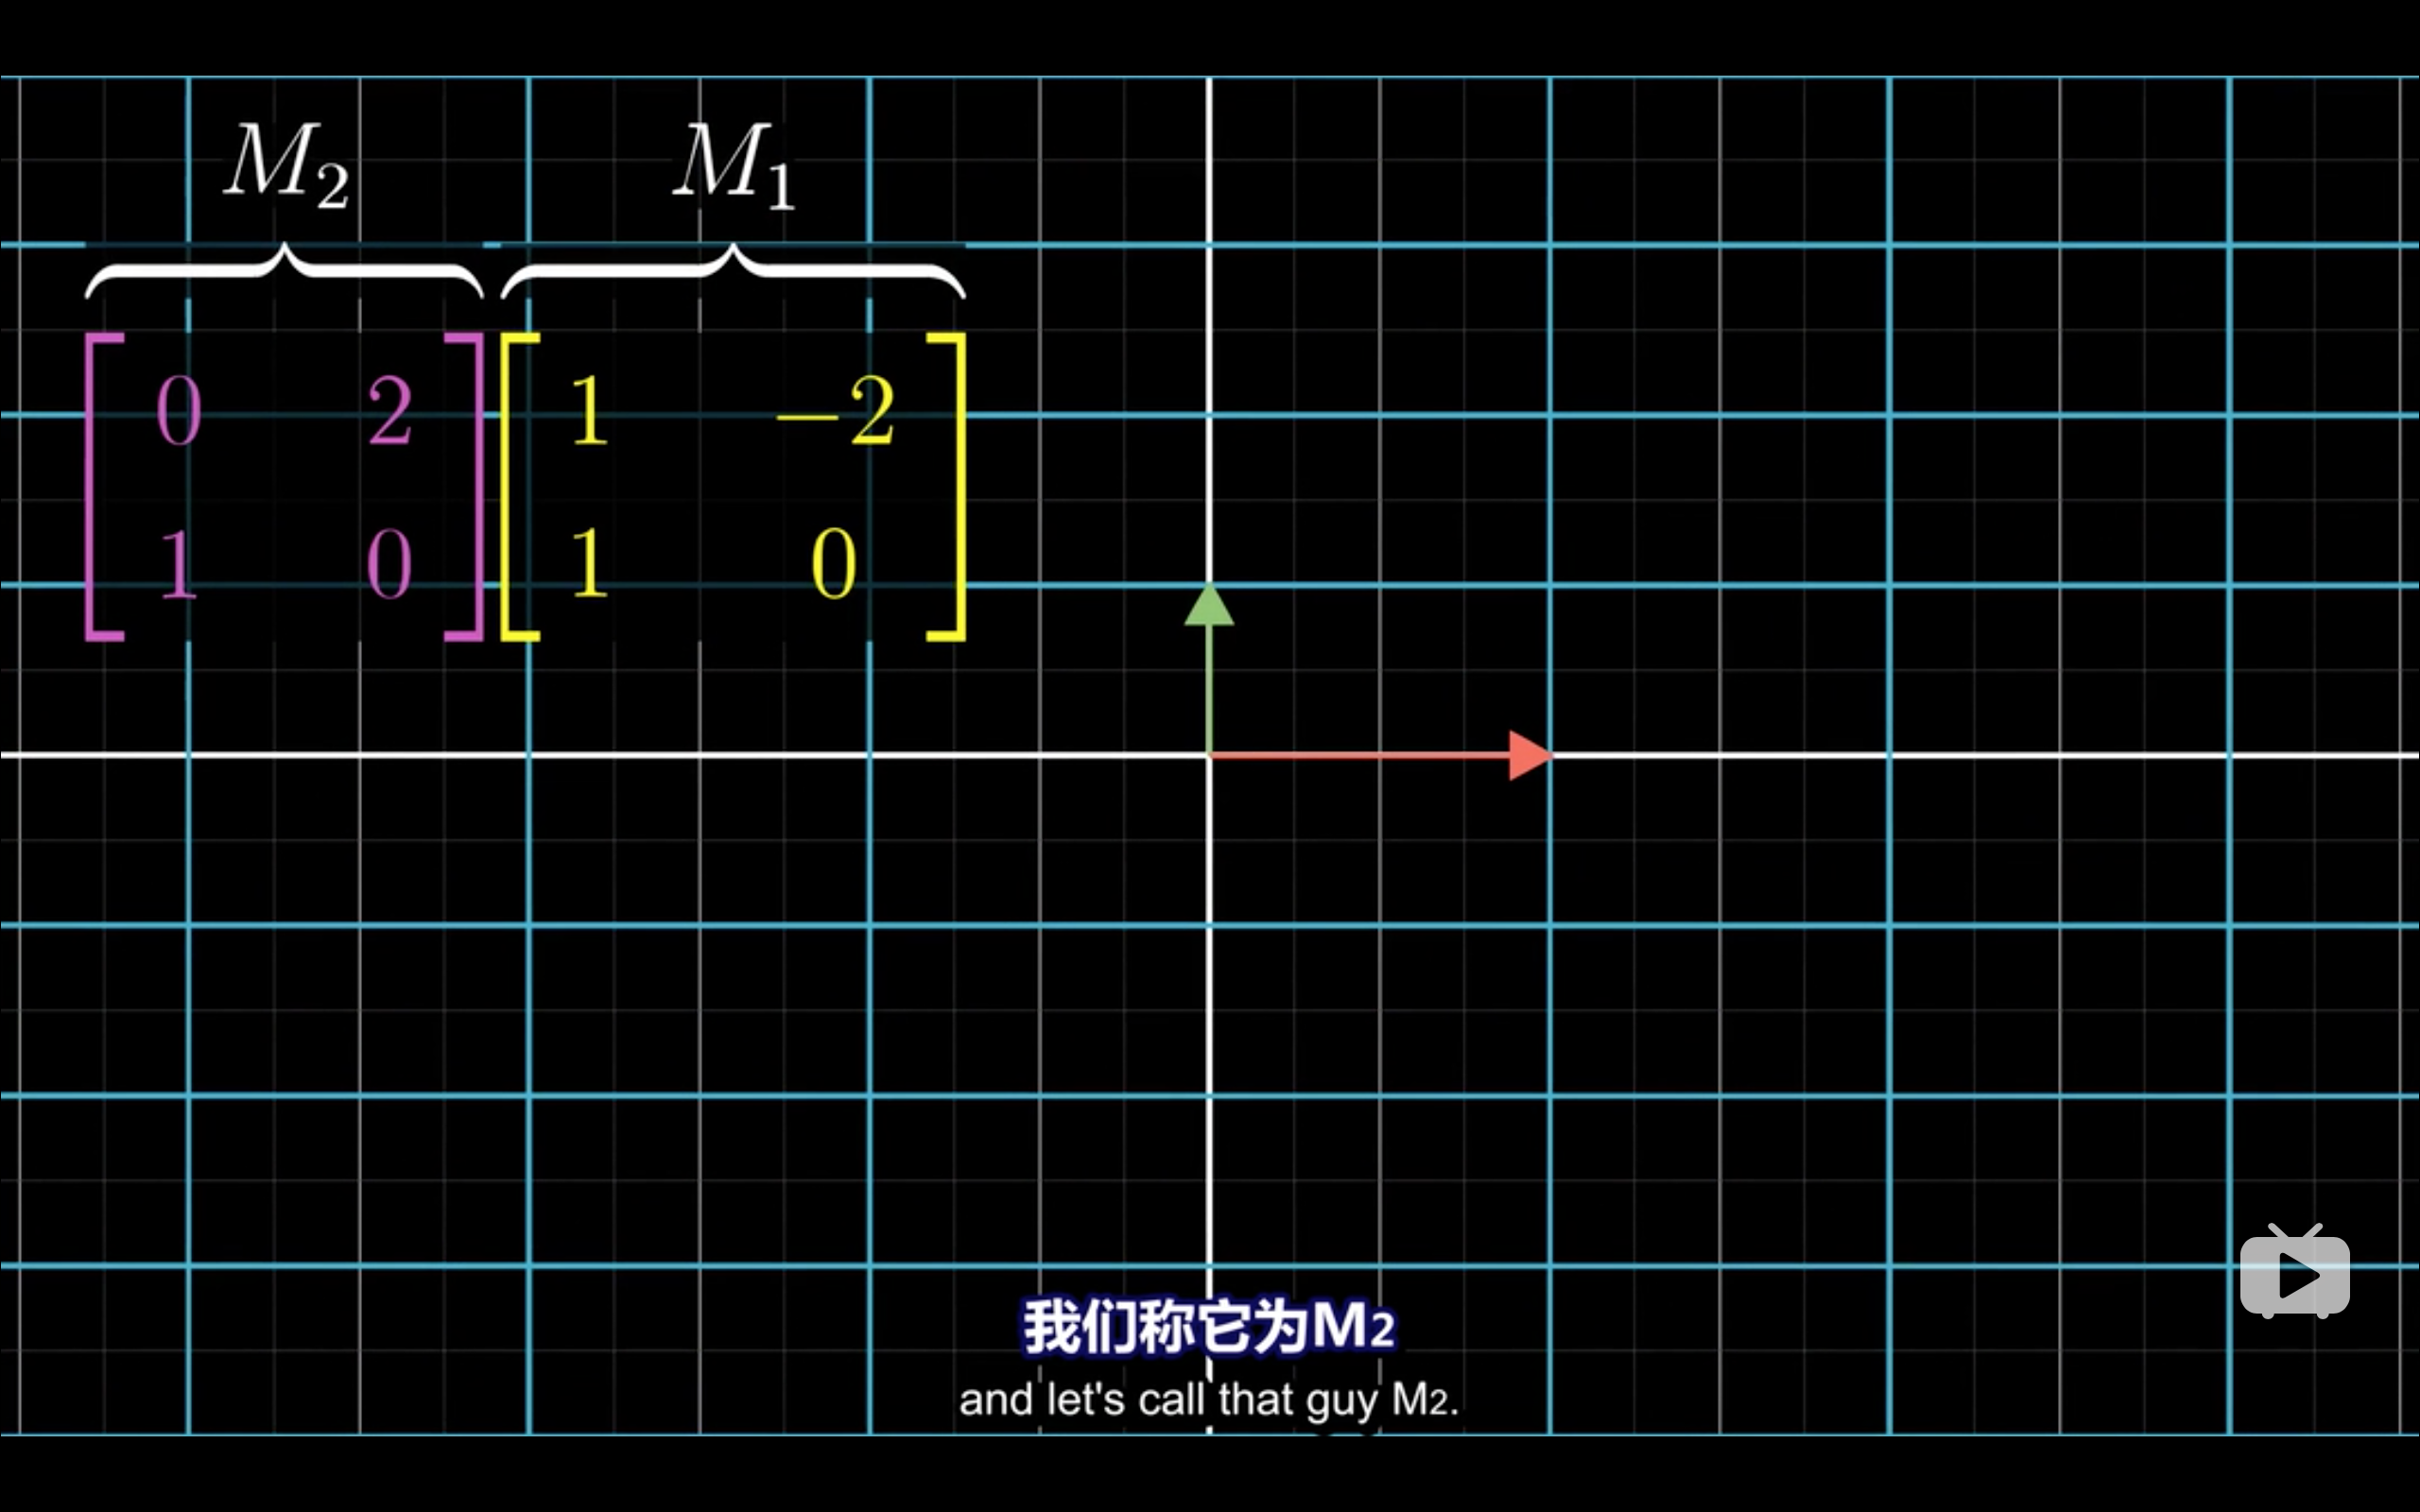 M₂ M₁
0 2 1 −2
1 0 1 0
我们称它为M₂
and let's call that guy M₂.